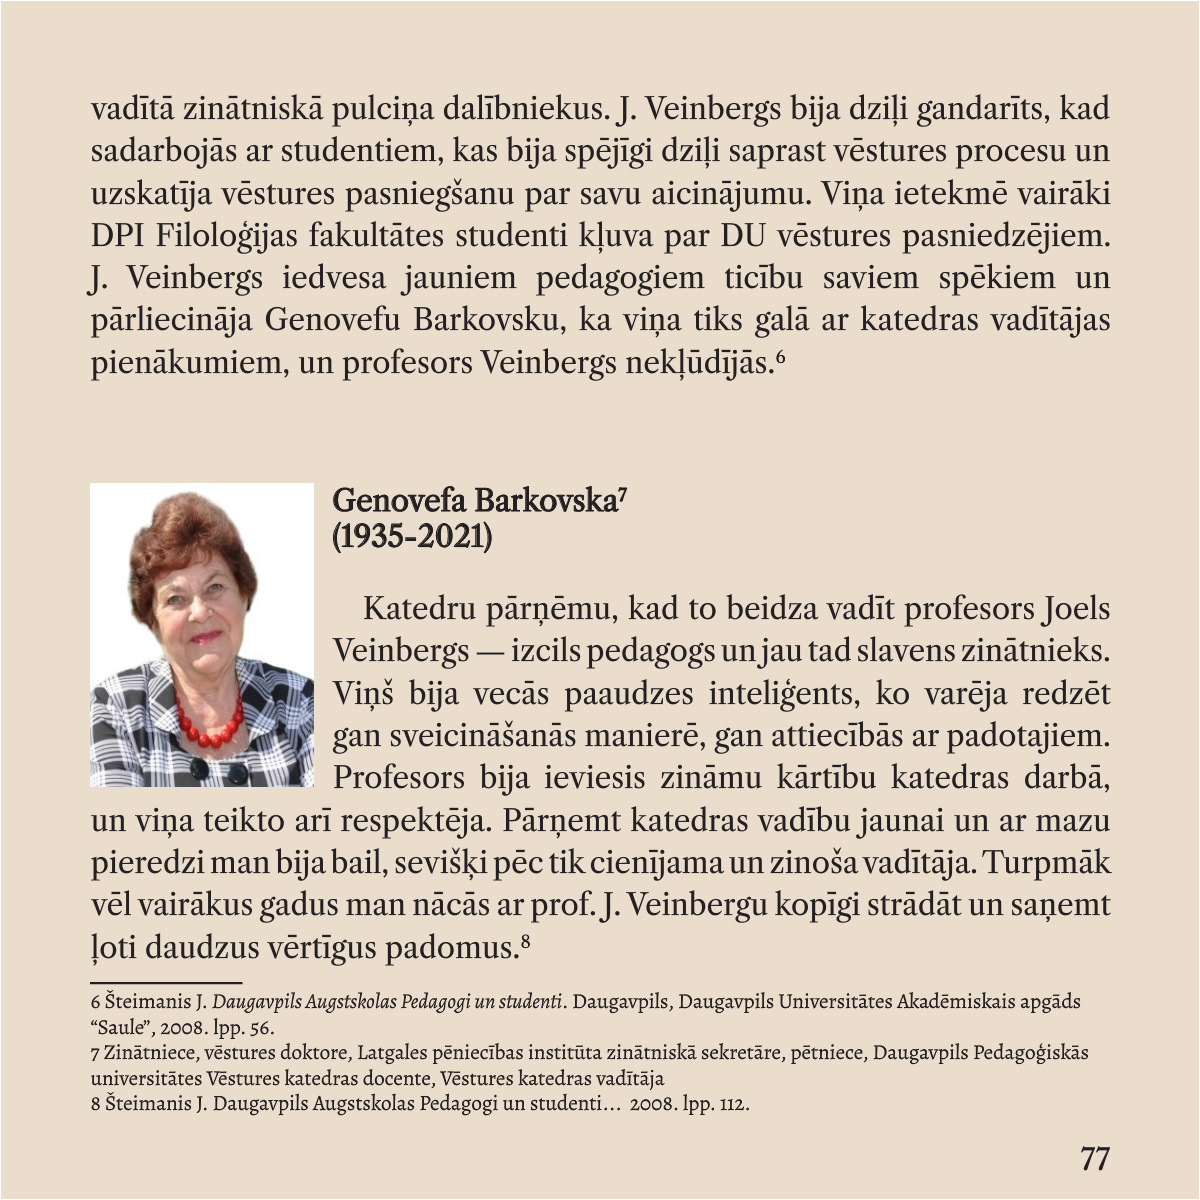 vadītā zinātniskā pulciņa dalībniekus. J. Veinbergs bija dziļi gandarīts, kad
sadarbojās ar studentiem, kas bija spējīgi dziļi saprast vēstures procesu un
uzskatīja vēstures pasniegšanu par savu aicinājumu. Viņa ietekmē vairāki
DPI Filoloģijas fakultātes studenti kļuva par DU vēstures pasniedzējiem.
J. Veinbergs iedvesa jauniem pedagogiem ticību saviem spēkiem un
pārliecināja Genovefu Barkovsku, ka viņa tiks galā ar katedras vadītājas
pienākumiem, un profesors Veinbergs nekļūdījās.⁶
Genovefa Barkovska⁷
(1935-2021)
Katedru pārņēmu, kad to beidza vadīt profesors Joels
Veinbergs — izcils pedagogs un jau tad slavens zinātnieks.
Viņš bija vecās paaudzes inteliģents, ko varēja redzēt
gan sveicināšanās manierē, gan attiecībās ar padotajiem.
Profesors bija ieviesis zināmu kārtību katedras darbā,
un viņa teikto arī respektēja. Pārņemt katedras vadību jaunai un ar mazu
pieredzi man bija bail, sevišķi pēc tik cienījama un zinoša vadītāja. Turpmāk
vēl vairākus gadus man nācās ar prof. J. Veinbergu kopīgi strādāt un saņemt
ļoti daudzus vērtīgus padomus.⁸
6 Šteimanis J. Daugavpils Augstskolas Pedagogi un studenti. Daugavpils, Daugavpils Universitātes Akadēmiskais apgāds
“Saule”, 2008. lpp. 56.
7 Zinātniece, vēstures doktore, Latgales pēniecības institūta zinātniskā sekretāre, pētniece, Daugavpils Pedagoģiskās
universitātes Vēstures katedras docente, Vēstures katedras vadītāja
8 Šteimanis J. Daugavpils Augstskolas Pedagogi un studenti… 2008. lpp. 112.
77